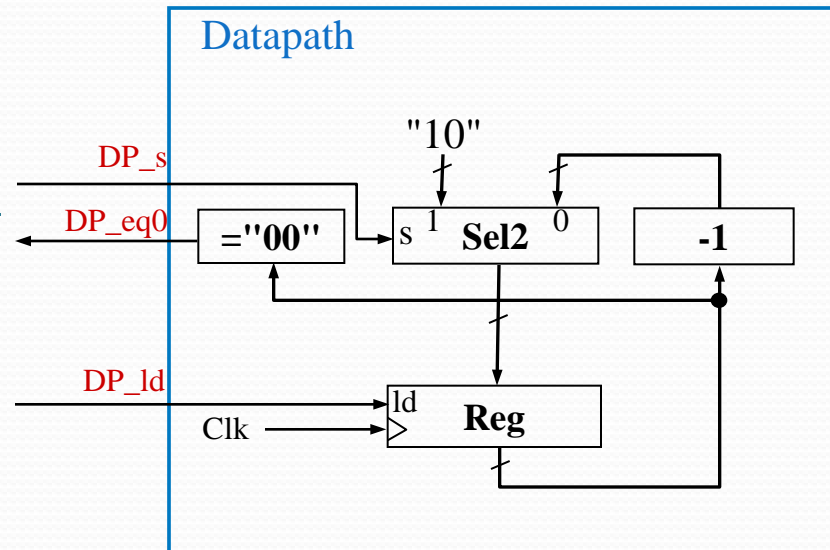 Datapath
"10"
DP_s
DP_eq0
="00"
s 1 Sel2 0
-1
DP_ld
ld
Clk
Reg